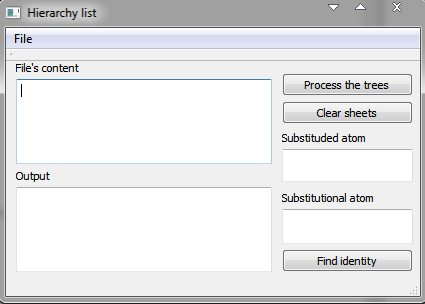 Hierarchy list
File
File's content
Process the trees
Clear sheets
Substituded atom
Output
Substitutional atom
Find identity